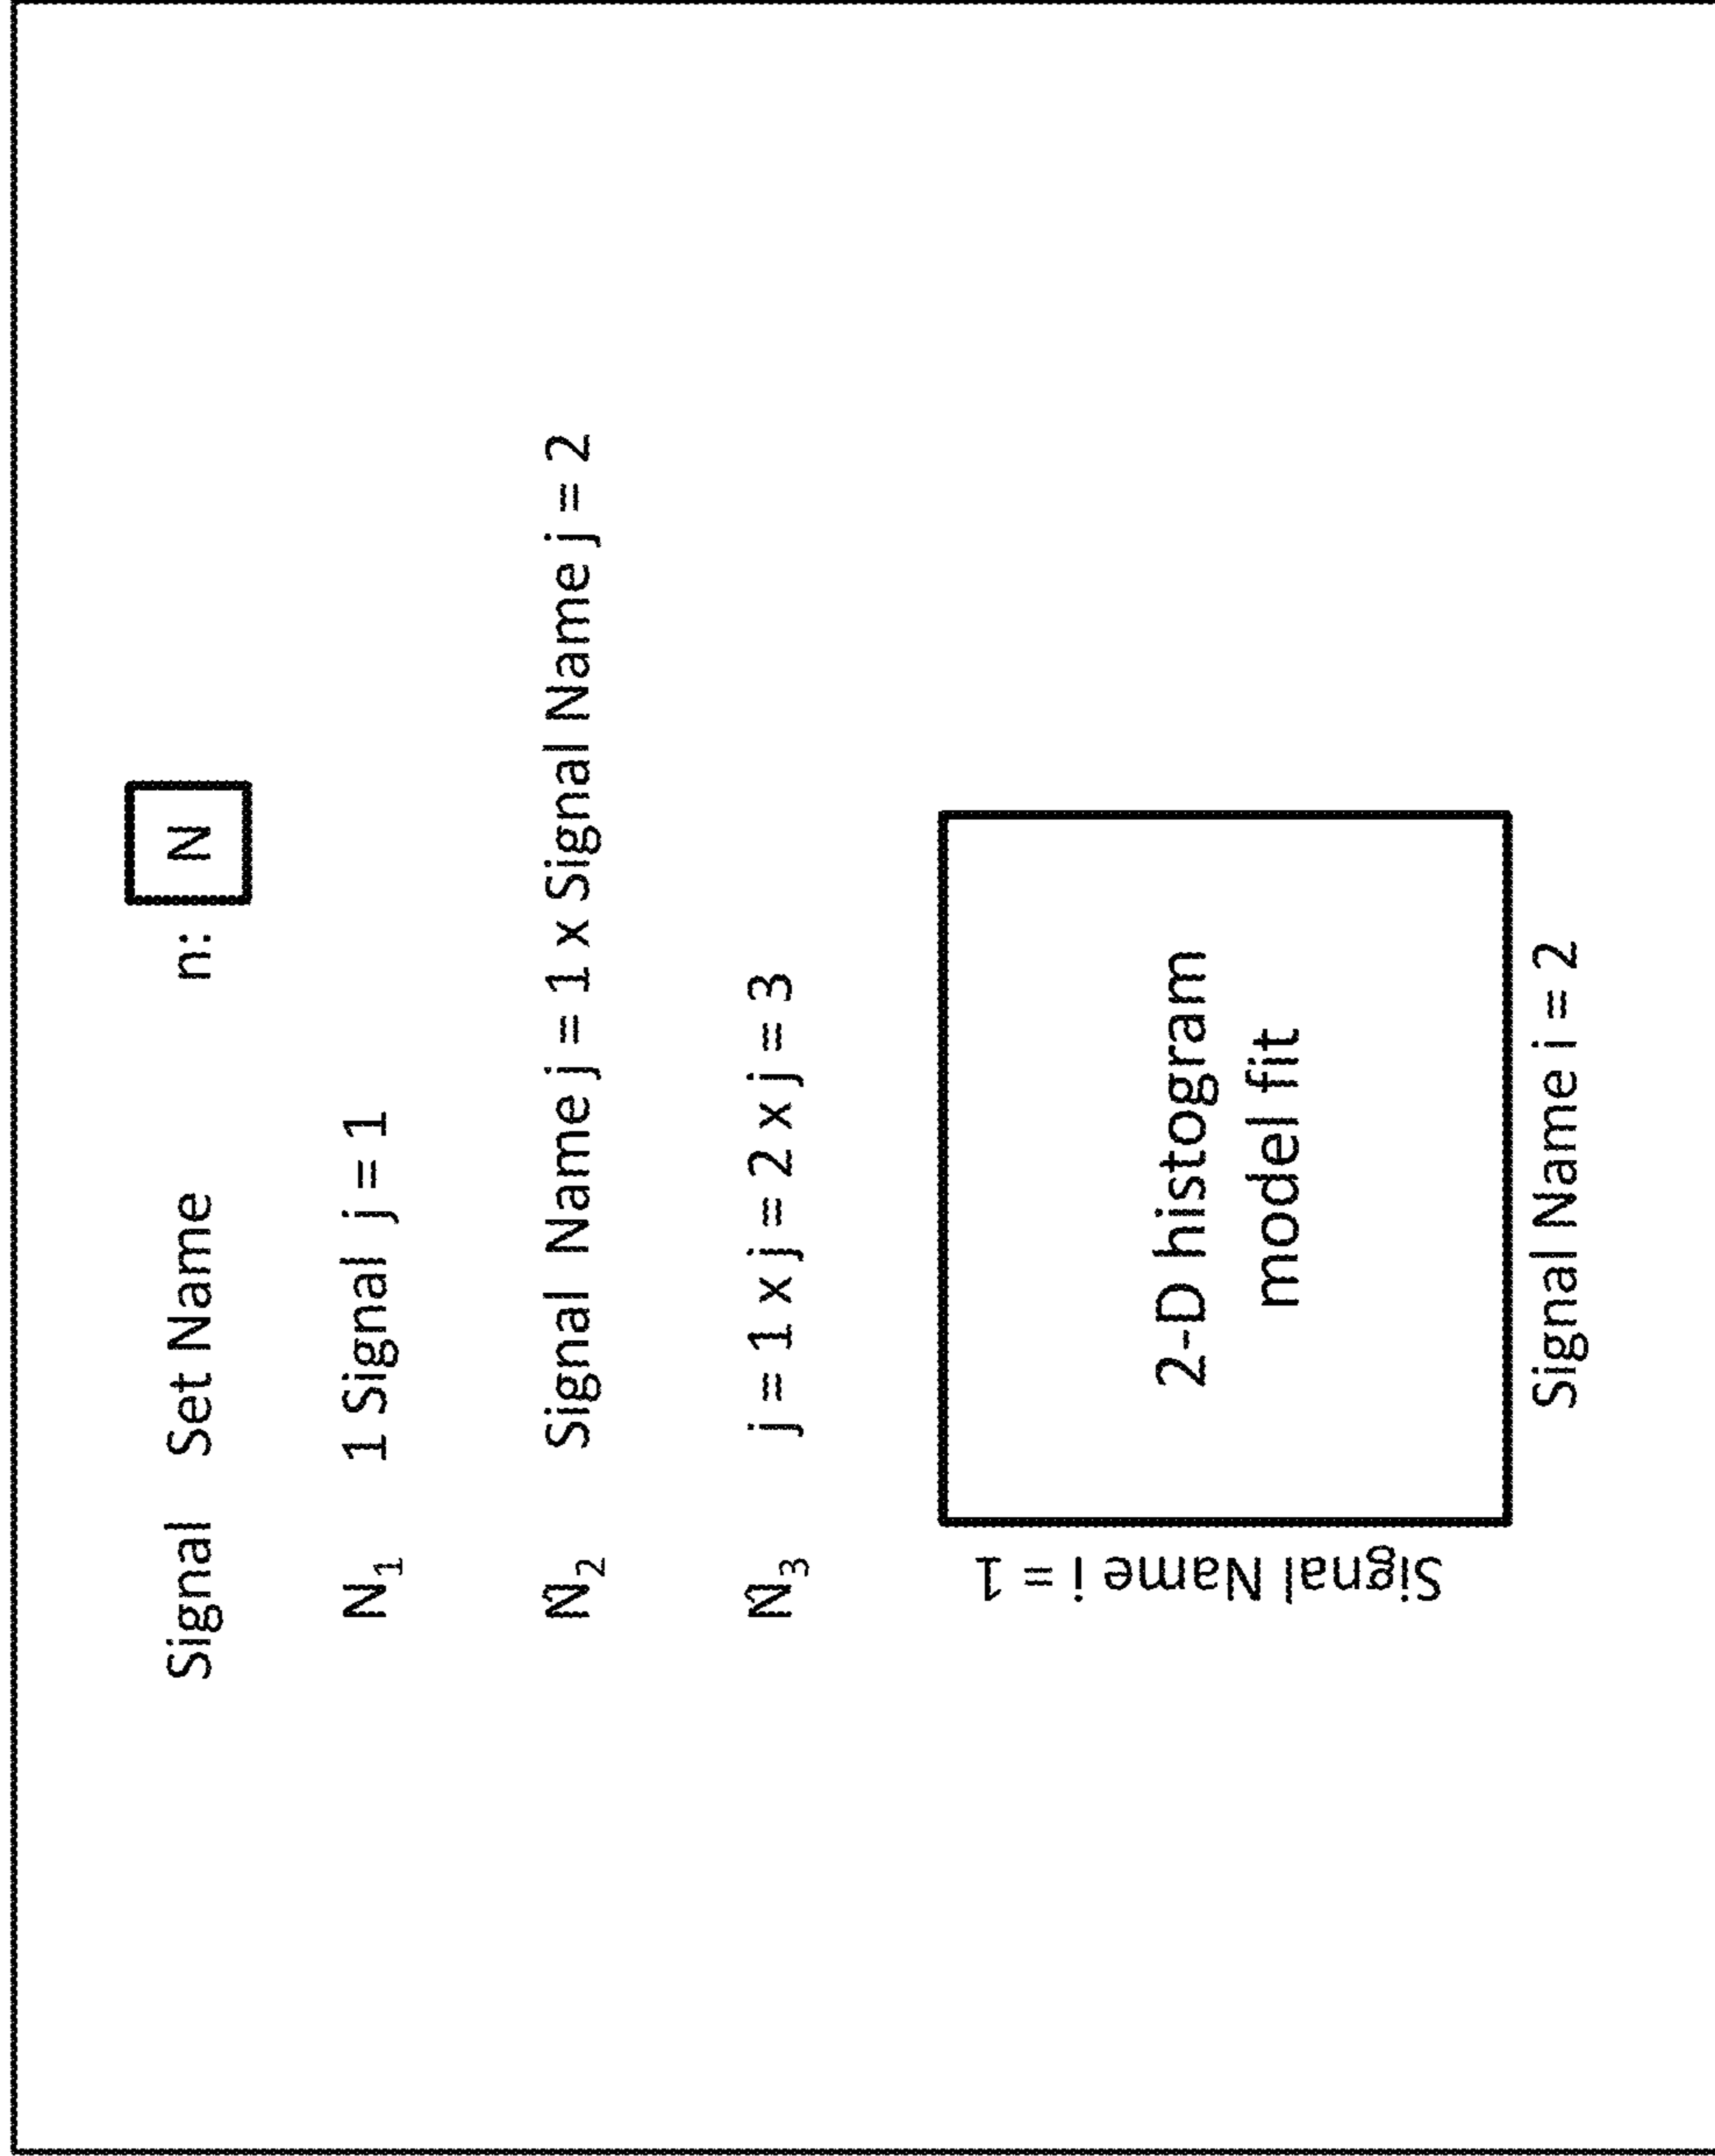 Signal Set Name n: N
N₁ 1 Signal j = 1
N₂ Signal Name j = 1 x Signal Name j = 2
N₃ j = 1 x j = 2 x j = 3
Signal Name i = 1
2-D histogram
model fit
Signal Name i = 2